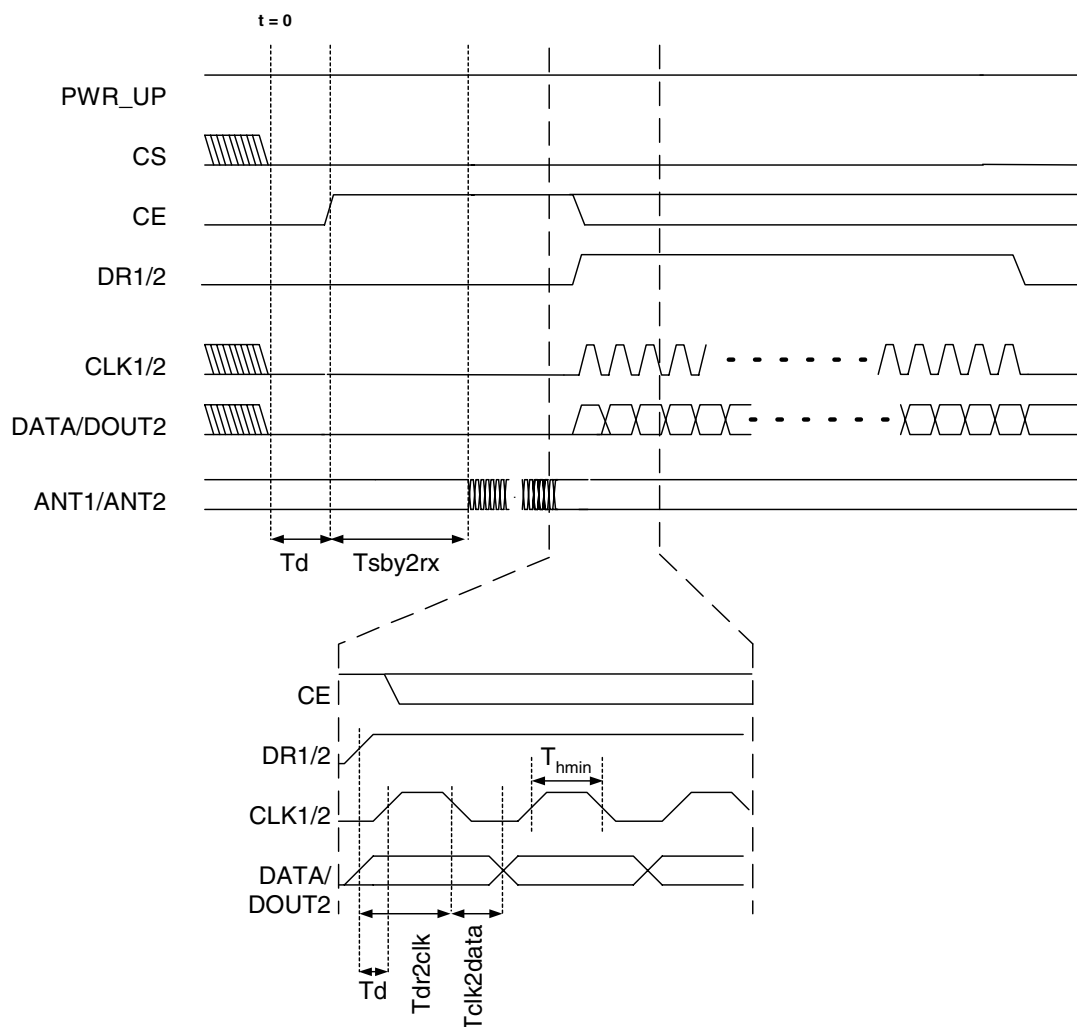 t = 0
PWR_UP
CS
CE
DR1/2
CLK1/2
DATA/DOUT2
ANT1/ANT2
Td
Tsby2rx
CE
DR1/2
Thmin
CLK1/2
DATA/
DOUT2
Td
Tdr2clk
Tclk2data